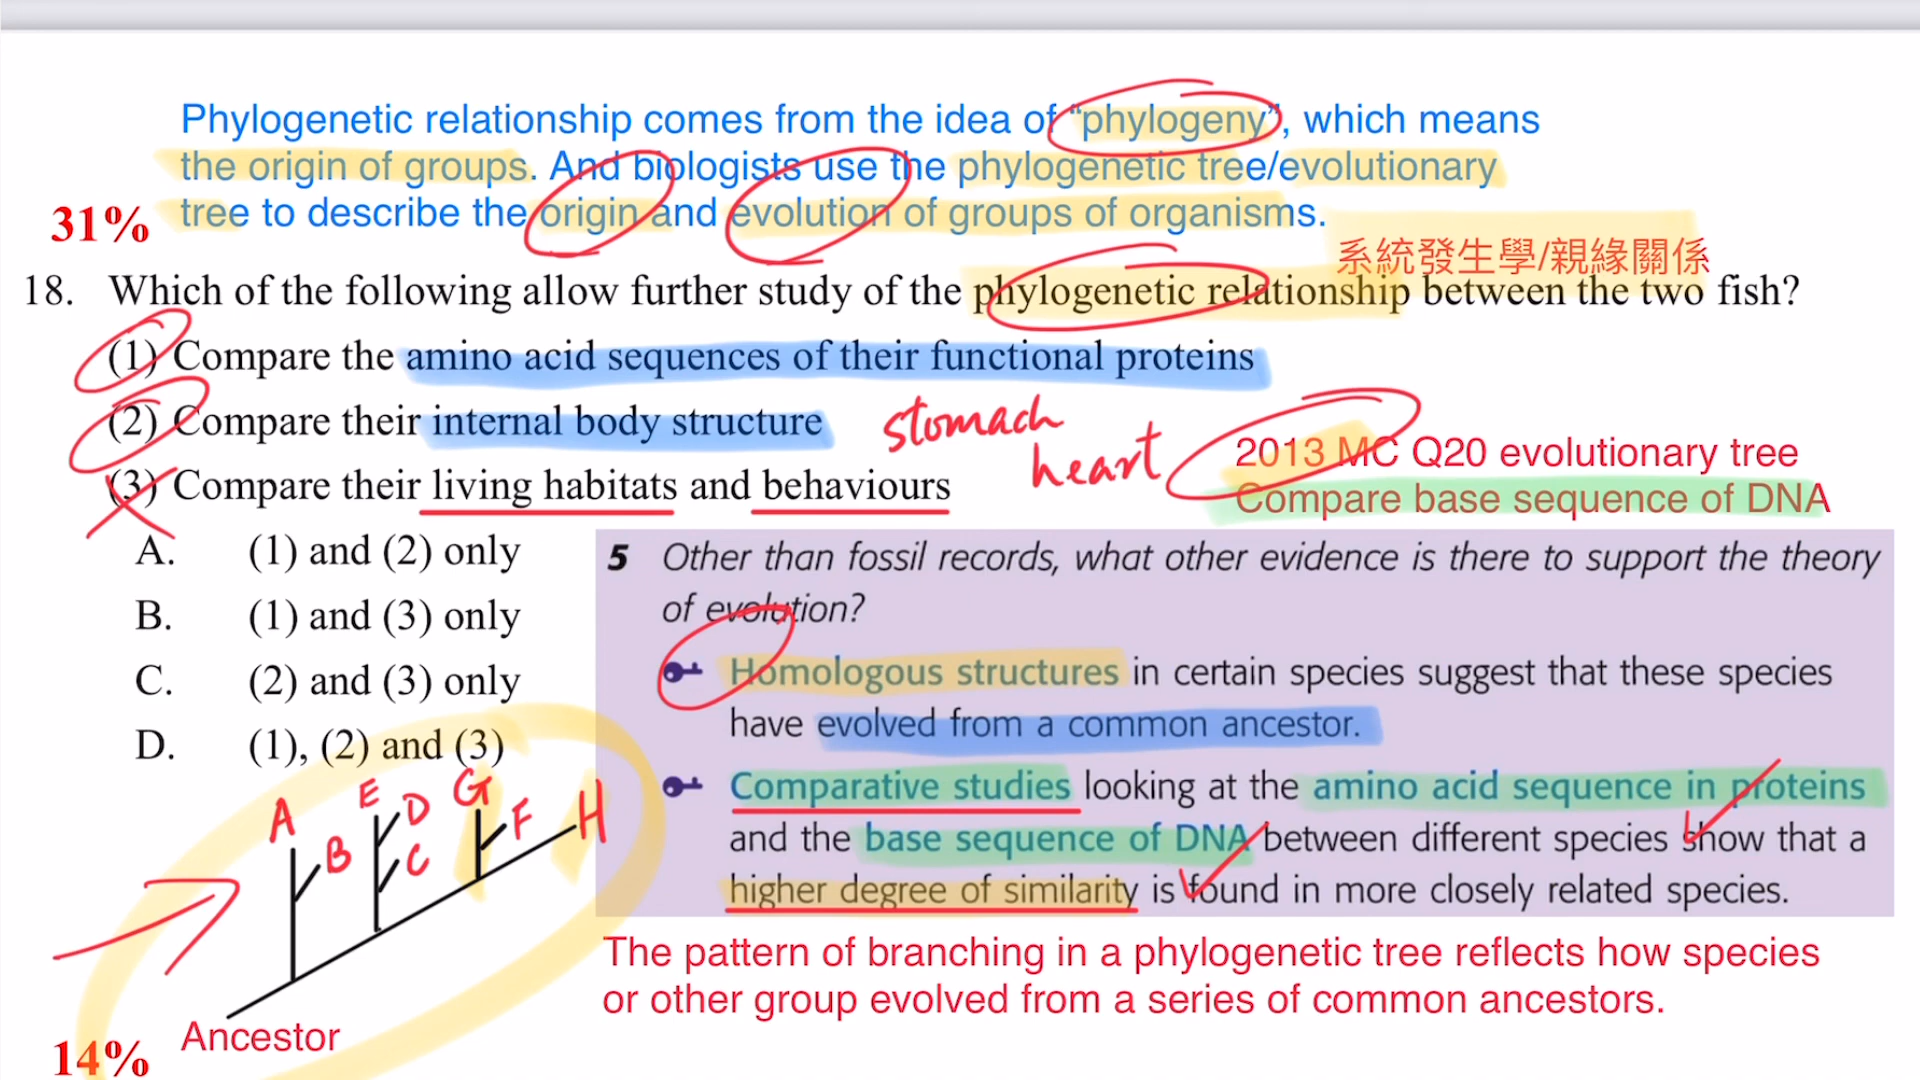 Phylogenetic relationship comes from the idea of “phylogeny”, which means
the origin of groups. And biologists use the phylogenetic tree/evolutionary
31% tree to describe the origin and evolution of groups of organisms.
系統發生學/親緣關係
18. Which of the following allow further study of the phylogenetic relationship between the two fish?
(1) Compare the amino acid sequences of their functional proteins
(2) Compare their internal body structure
stomach
heart
(3) Compare their living habitats and behaviours
2013 MC Q20 evolutionary tree
Compare base sequence of DNA
A. (1) and (2) only
B. (1) and (3) only
C. (2) and (3) only
D. (1), (2) and (3)
5 Other than fossil records, what other evidence is there to support the theory
of evolution?
Homologous structures in certain species suggest that these species
have evolved from a common ancestor.
Comparative studies looking at the amino acid sequence in proteins
and the base sequence of DNA between different species show that a
higher degree of similarity is found in more closely related species.
A B E D C G F H
Ancestor
The pattern of branching in a phylogenetic tree reflects how species
or other group evolved from a series of common ancestors.
14%